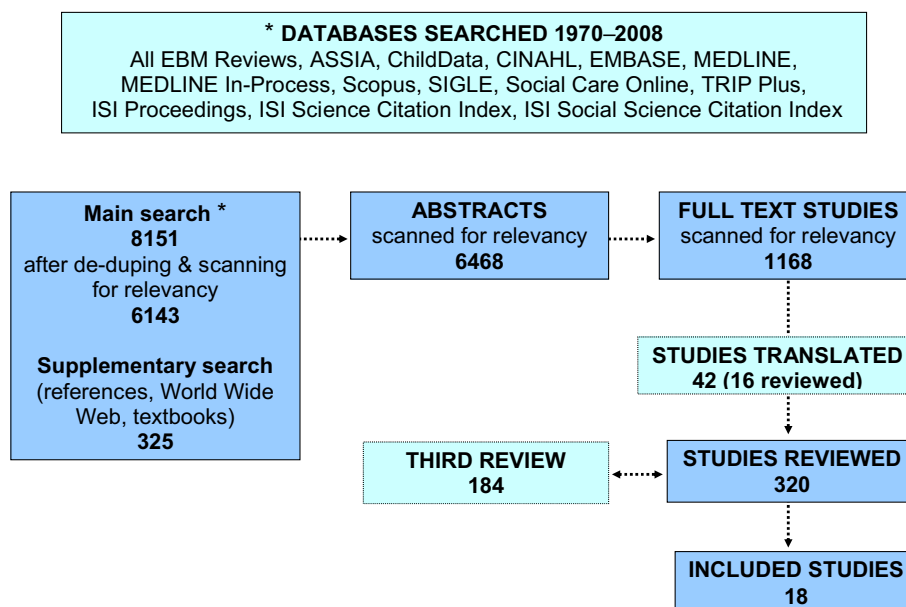 * DATABASES SEARCHED 1970–2008
All EBM Reviews, ASSIA, ChildData, CINAHL, EMBASE, MEDLINE,
MEDLINE In-Process, Scopus, SIGLE, Social Care Online, TRIP Plus,
ISI Proceedings, ISI Science Citation Index, ISI Social Science Citation Index
Main search *
8151
after de-duping & scanning
for relevancy
6143
Supplementary search
(references, World Wide
Web, textbooks)
325
ABSTRACTS
scanned for relevancy
6468
FULL TEXT STUDIES
scanned for relevancy
1168
STUDIES TRANSLATED
42 (16 reviewed)
THIRD REVIEW
184
STUDIES REVIEWED
320
INCLUDED STUDIES
18